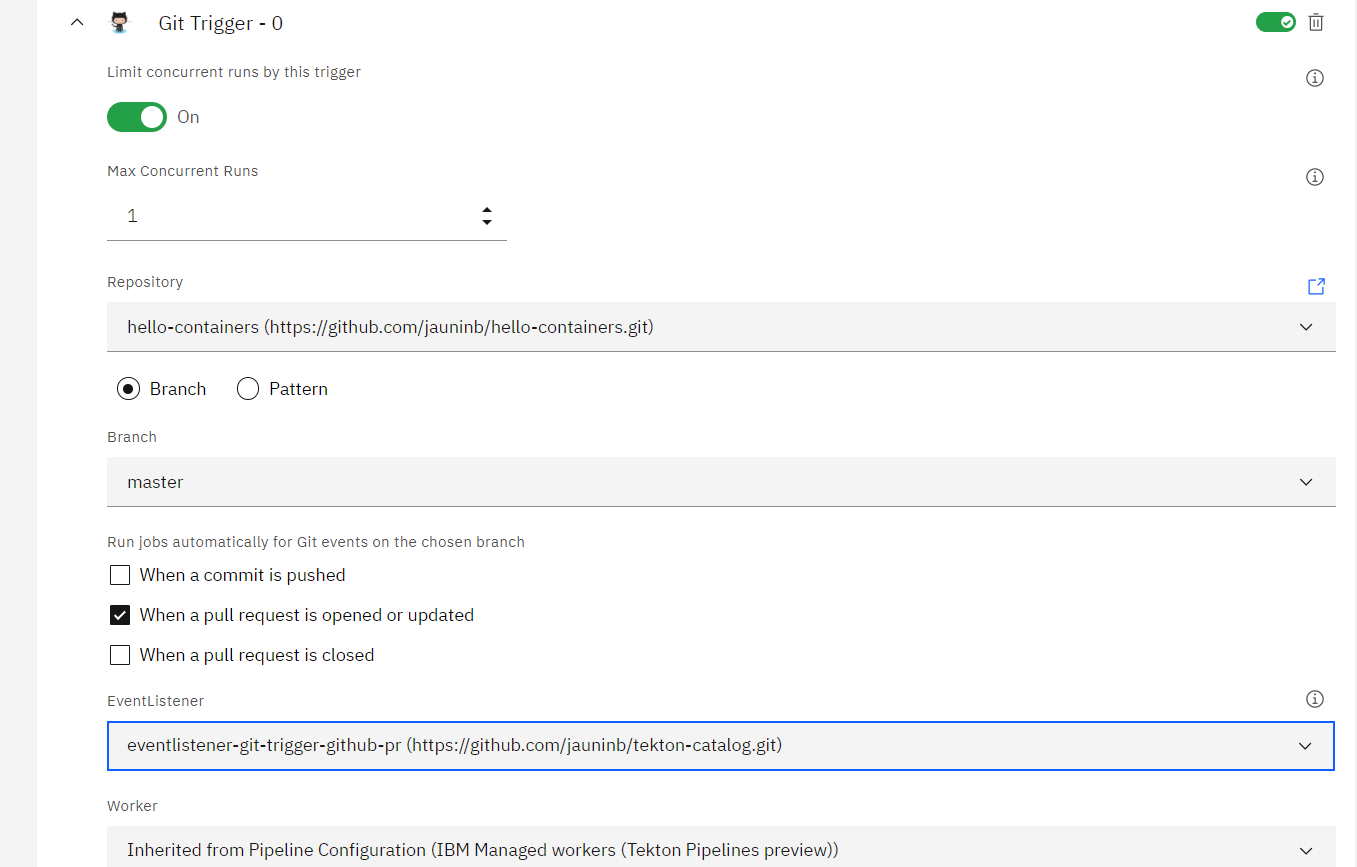 Git Trigger - 0
Limit concurrent runs by this trigger
On
Max Concurrent Runs
1
Repository
hello-containers (https://github.com/jauninb/hello-containers.git)
Branch Pattern
Branch
master
Run jobs automatically for Git events on the chosen branch
When a commit is pushed
When a pull request is opened or updated
When a pull request is closed
EventListener
eventlistener-git-trigger-github-pr (https://github.com/jauninb/tekton-catalog.git)
Worker
Inherited from Pipeline Configuration (IBM Managed workers (Tekton Pipelines preview))